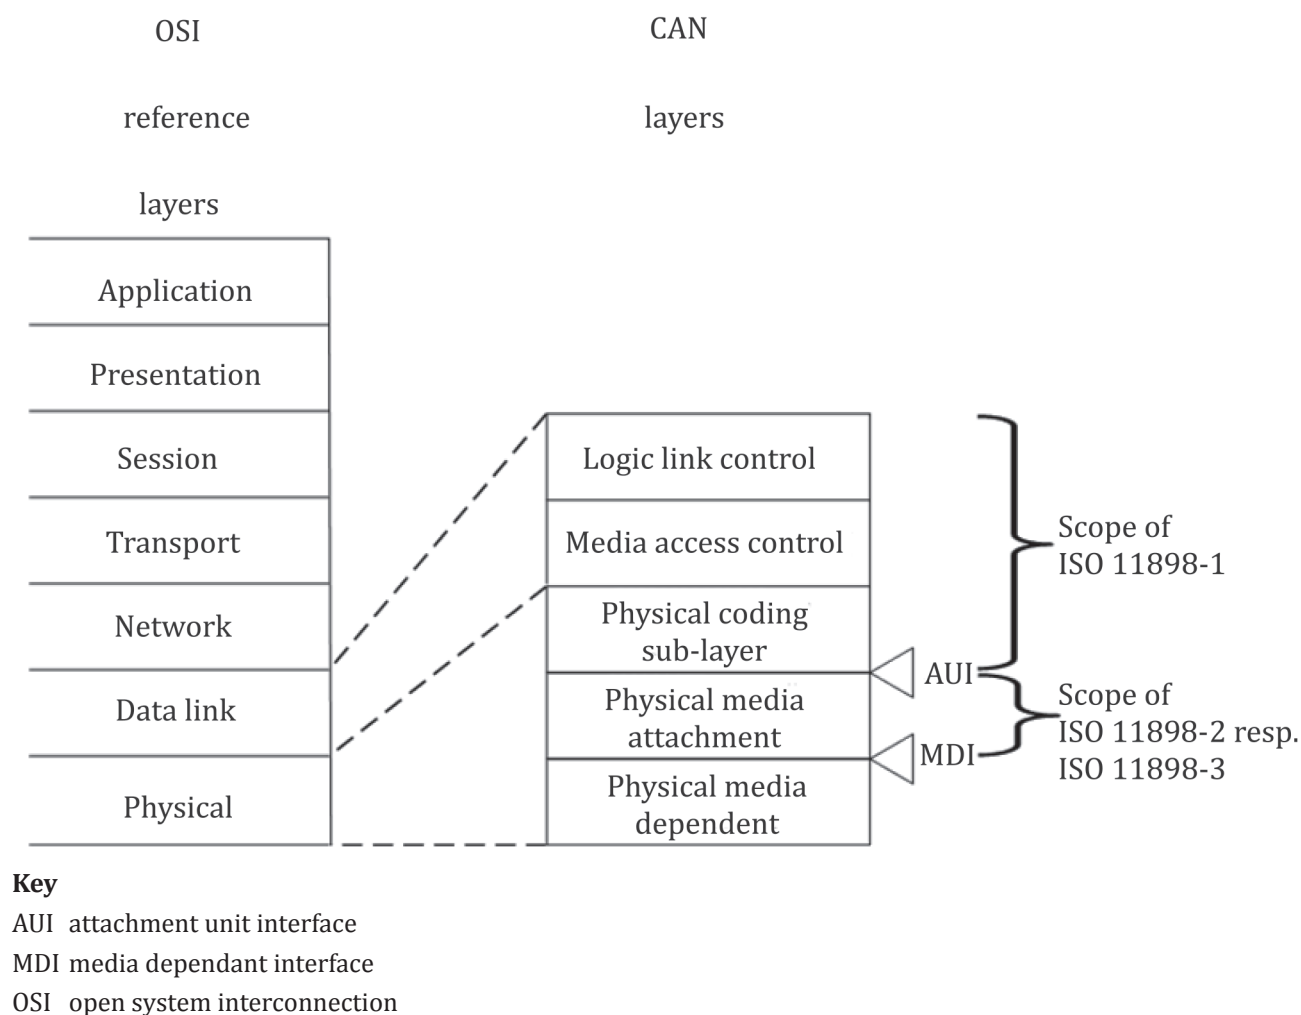 OSI
reference
layers
CAN
layers
Application
Presentation
Session
Transport
Network
Data link
Physical
Logic link control
Media access control
Physical coding
sub-layer
Physical media
attachment
Physical media
dependent
AUI
MDI
Scope of
ISO 11898-1
Scope of
ISO 11898-2 resp.
ISO 11898-3
Key
AUI attachment unit interface
MDI media dependant interface
OSI open system interconnection